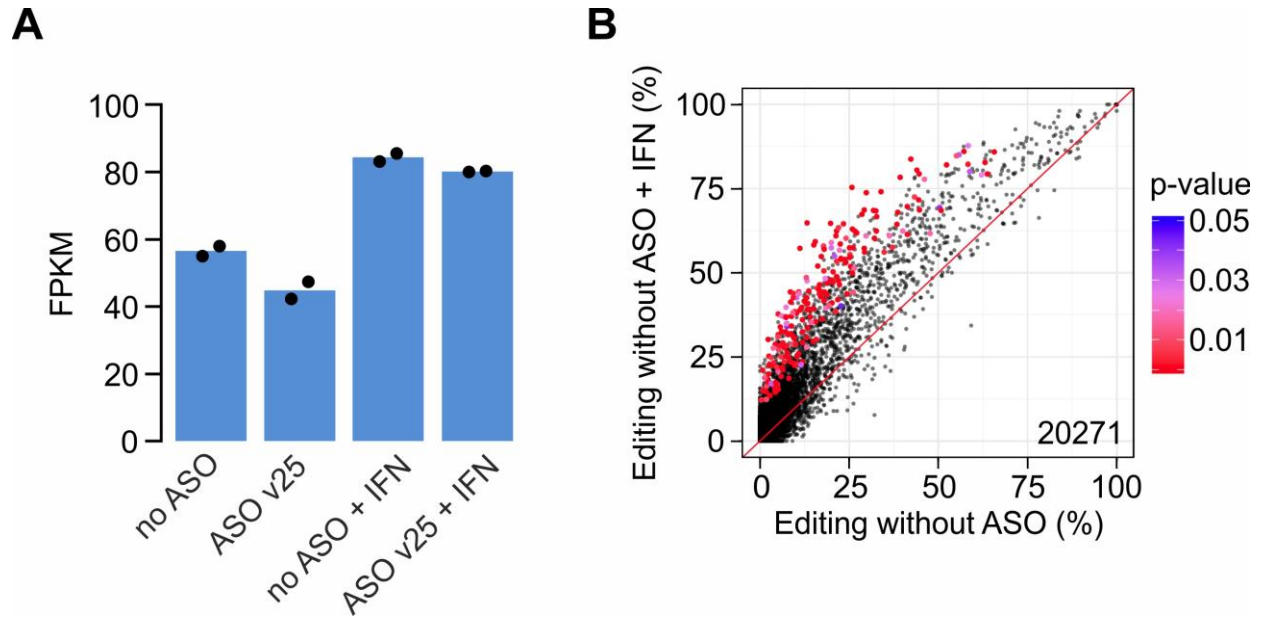 A
FPKM
100
80
60
40
20
0
no ASO
ASO v25
no ASO + IFN
ASO v25 + IFN
B
Editing without ASO + IFN (%)
100
75
50
25
0
20271
0 25 50 75 100
Editing without ASO (%)
p-value
0.05
0.03
0.01